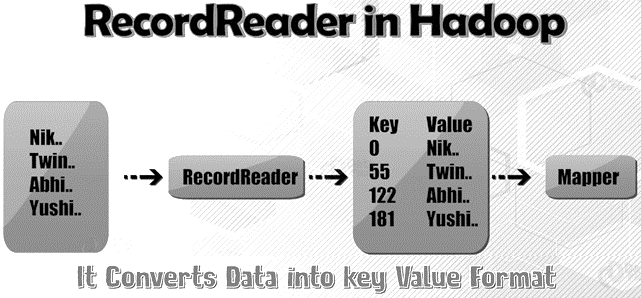 RecordReader in Hadoop
Nik..
Twin..
Abhi..
Yushi..
RecordReader
Key Value
0 Nik..
55 Twin..
122 Abhi..
181 Yushi..
Mapper
It Converts Data into key Value Format